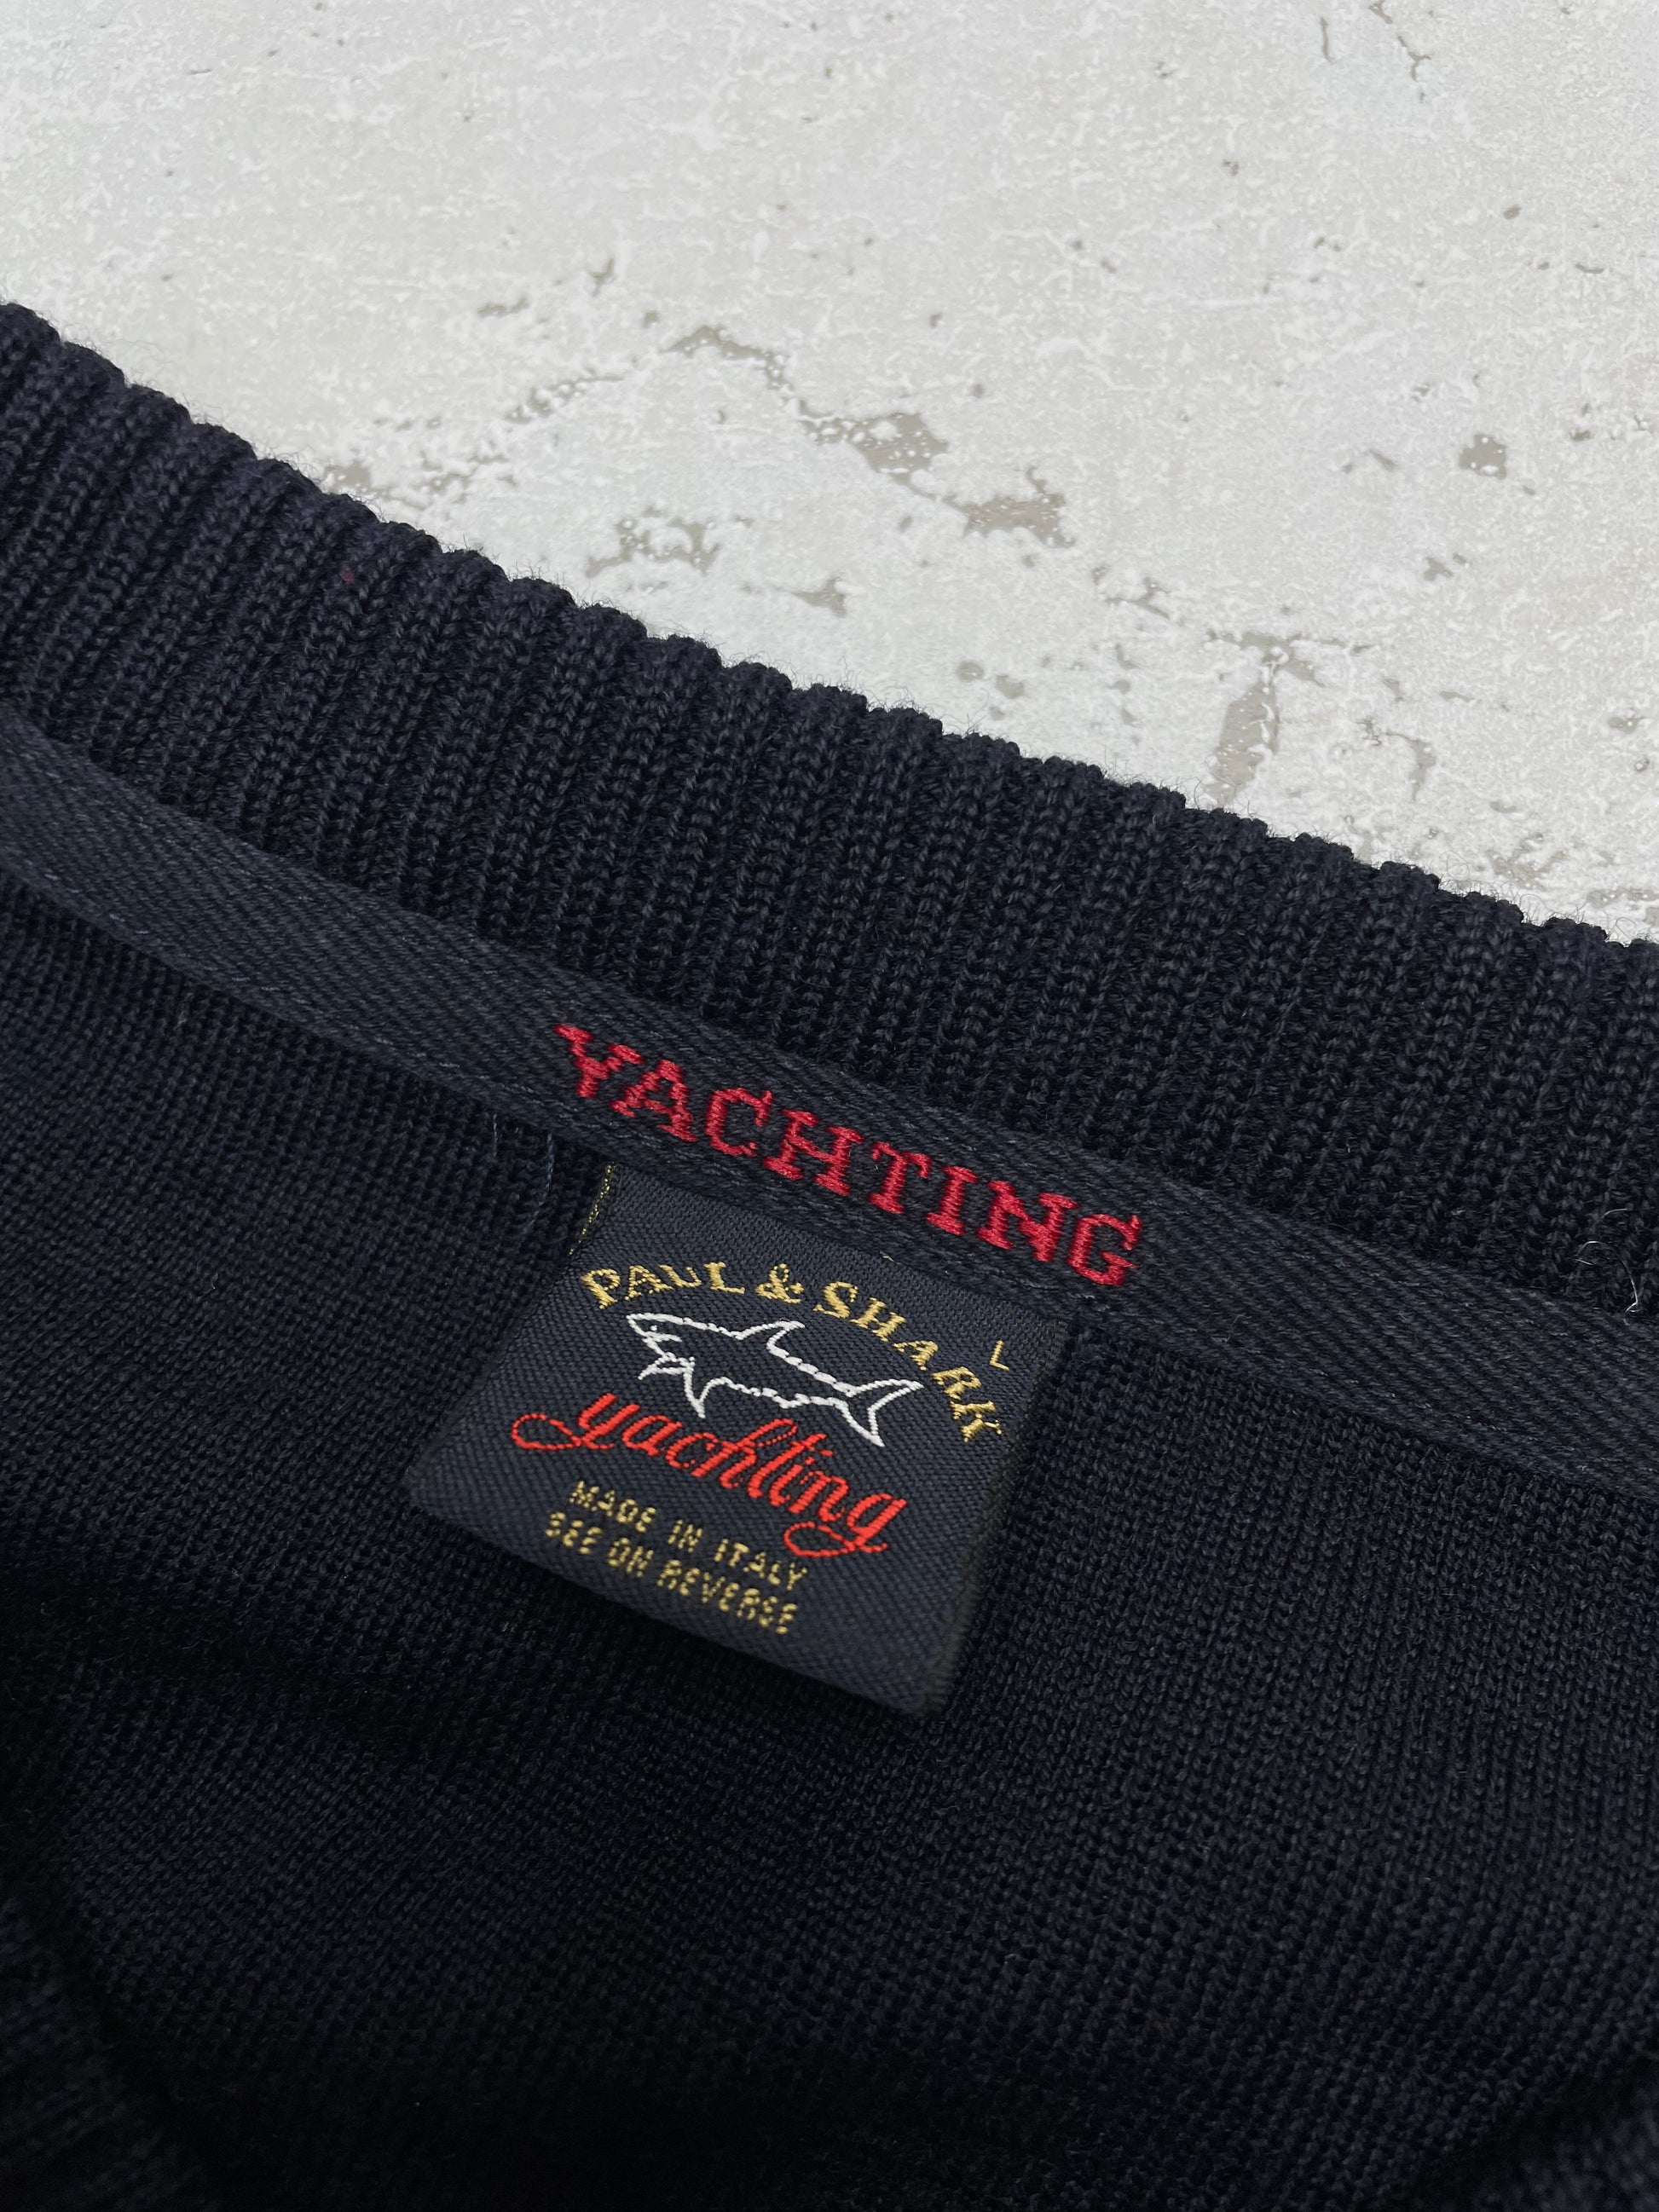 YACHTING
PAUL & SHARK
L
yachting
MADE IN ITALY
SEE ON REVERSE